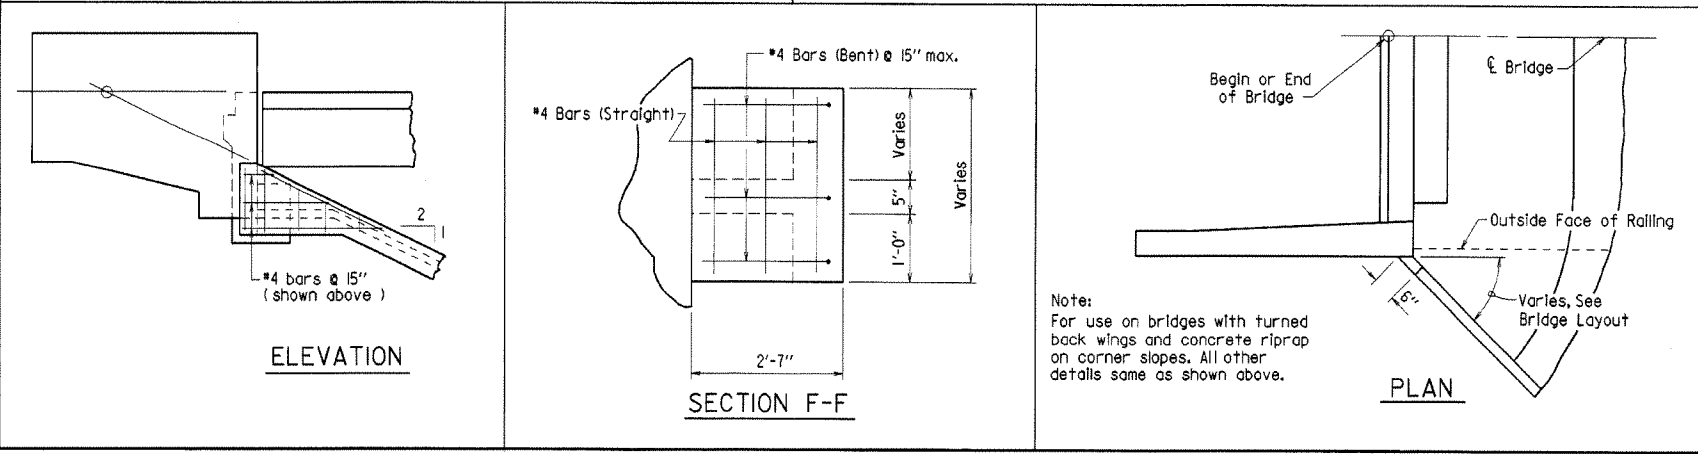 2
1
#4 bars @ 15"
(shown above)
ELEVATION
#4 Bars (Bent) @ 15" max.
#4 Bars (Straight)
Varies
5"
1'-0"
Varies
2'-7"
SECTION F-F
Begin or End
of Bridge
℄ Bridge
Outside Face of Railing
6"
Varies, See
Bridge Layout
Note:
For use on bridges with turned
back wings and concrete riprap
on corner slopes. All other
details same as shown above.
PLAN